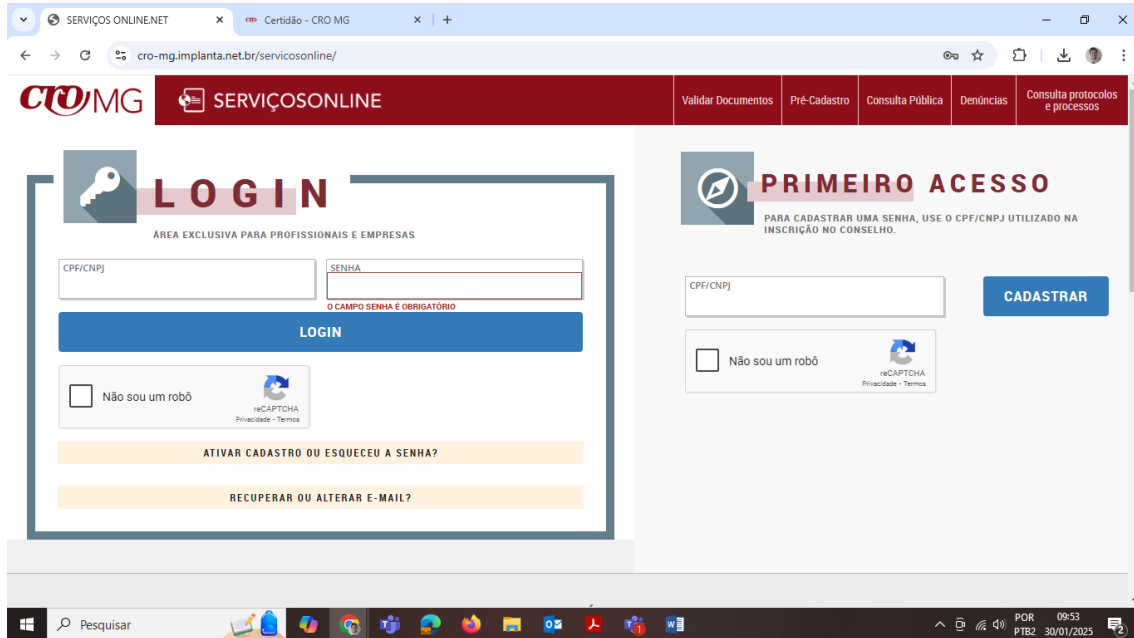 SERVIÇOS ONLINE.NET
Certidão - CRO MG
cro-mg.implanta.net.br/servicosonline/
CRO MG
SERVIÇOSONLINE
Validar Documentos
Pré-Cadastro
Consulta Pública
Denúncias
Consulta protocolos
e processos
LOGIN
ÁREA EXCLUSIVA PARA PROFISSIONAIS E EMPRESAS
CPF/CNPJ
SENHA
O CAMPO SENHA É OBRIGATÓRIO
LOGIN
Não sou um robô
reCAPTCHA
Privacidade - Termos
ATIVAR CADASTRO OU ESQUECEU A SENHA?
RECUPERAR OU ALTERAR E-MAIL?
PRIMEIRO ACESSO
PARA CADASTRAR UMA SENHA, USE O CPF/CNPJ UTILIZADO NA
INSCRIÇÃO NO CONSELHO.
CPF/CNPJ
CADASTRAR
Não sou um robô
reCAPTCHA
Privacidade - Termos
Pesquisar
POR
PTB2
09:53
30/01/2025
2